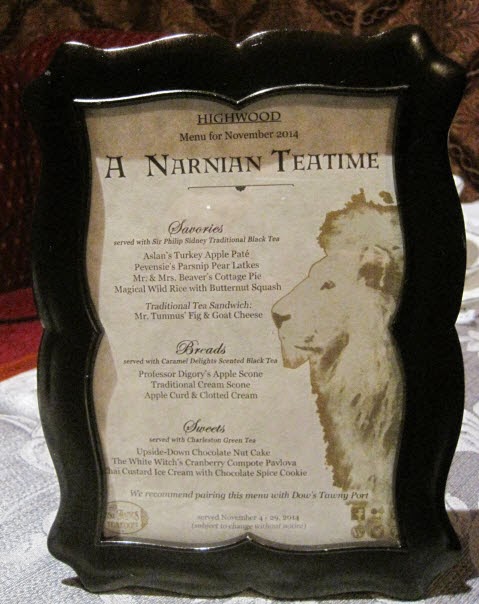 HIGHWOOD
Menu for November 2014
A NARNIAN TEATIME
Savories
served with Sir Philip Sidney Traditional Black Tea
Aslan's Turkey Apple Paté
Pevensie's Parsnip Pear Latkes
Mr. & Mrs. Beaver's Cottage Pie
Magical Wild Rice with Butternut Squash
Traditional Tea Sandwich:
Mr. Tumnus' Fig & Goat Cheese
Breads
served with Caramel Delights Scented Black Tea
Professor Digory's Apple Scone
Traditional Cream Scone
Apple Curd & Clotted Cream
Sweets
served with Charleston Green Tea
Upside-Down Chocolate Nut Cake
The White Witch's Cranberry Compote Pavlova
Chai Custard Ice Cream with Chocolate Spice Cookie
We recommend pairing this menu with Dow's Tawny Port
served November 4 - 29, 2014
(subject to change without notice)